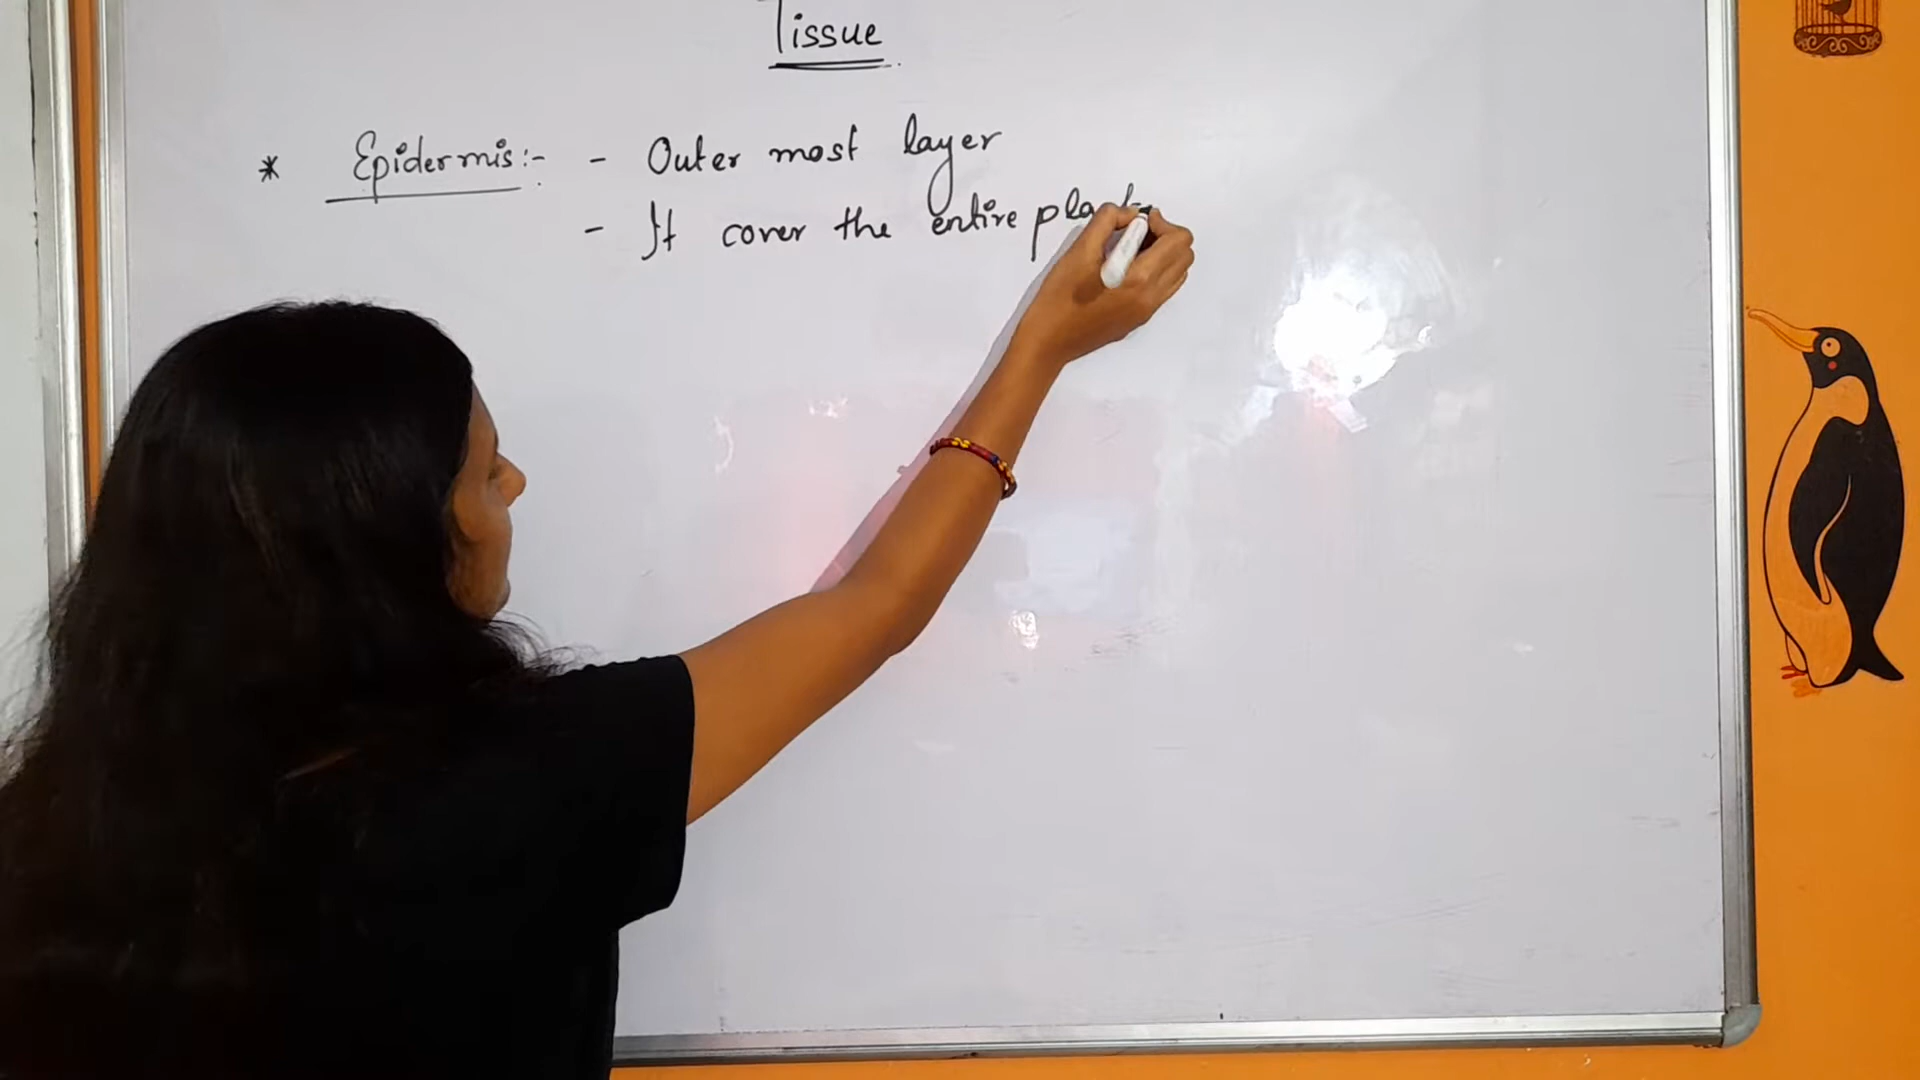 Tissue
* Epidermis:- - Outer most layer
- It cover the entire plant